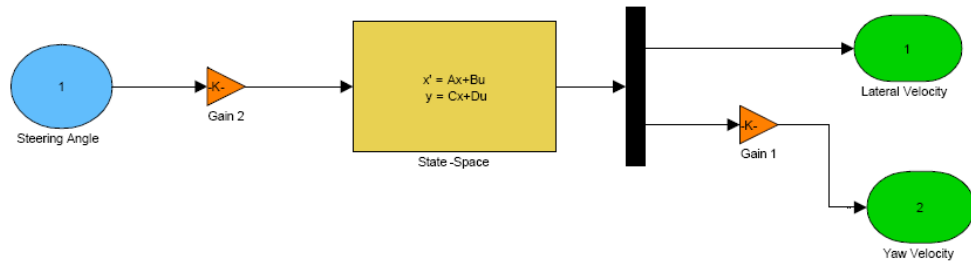 1
Steering Angle
-K-
Gain 2
x' = Ax+Bu
y = Cx+Du
State -Space
1
Lateral Velocity
-K-
Gain 1
2
Yaw Velocity